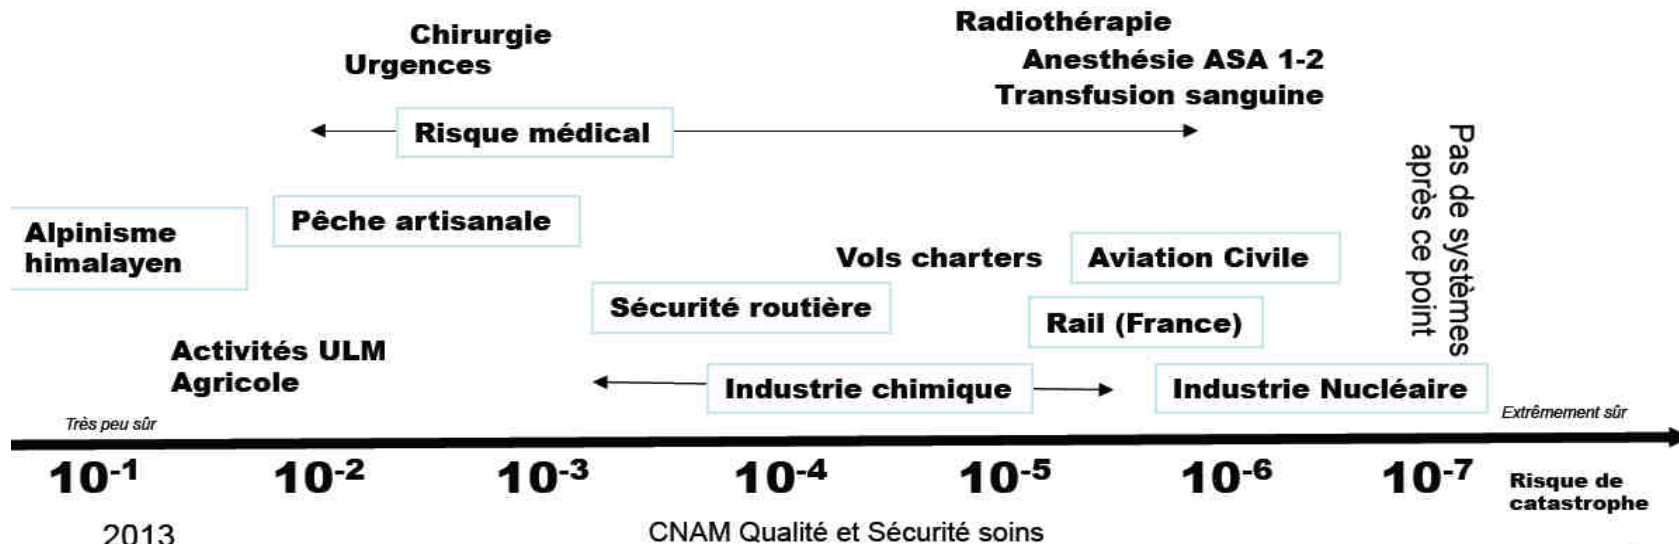 Radiothérapie
Chirurgie
Urgences
Anesthésie ASA 1-2
Transfusion sanguine
Risque médical
Pas de systèmes
après ce point
Pêche artisanale
Alpinisme
himalayen
Vols charters
Aviation Civile
Sécurité routière
Rail (France)
Activités ULM
Agricole
Industrie chimique
Industrie Nucléaire
Très peu sûr
Extrêmement sûr
10-1
10-2
10-3
10-4
10-5
10-6
10-7
Risque de
catastrophe
2013
CNAM Qualité et Sécurité soins